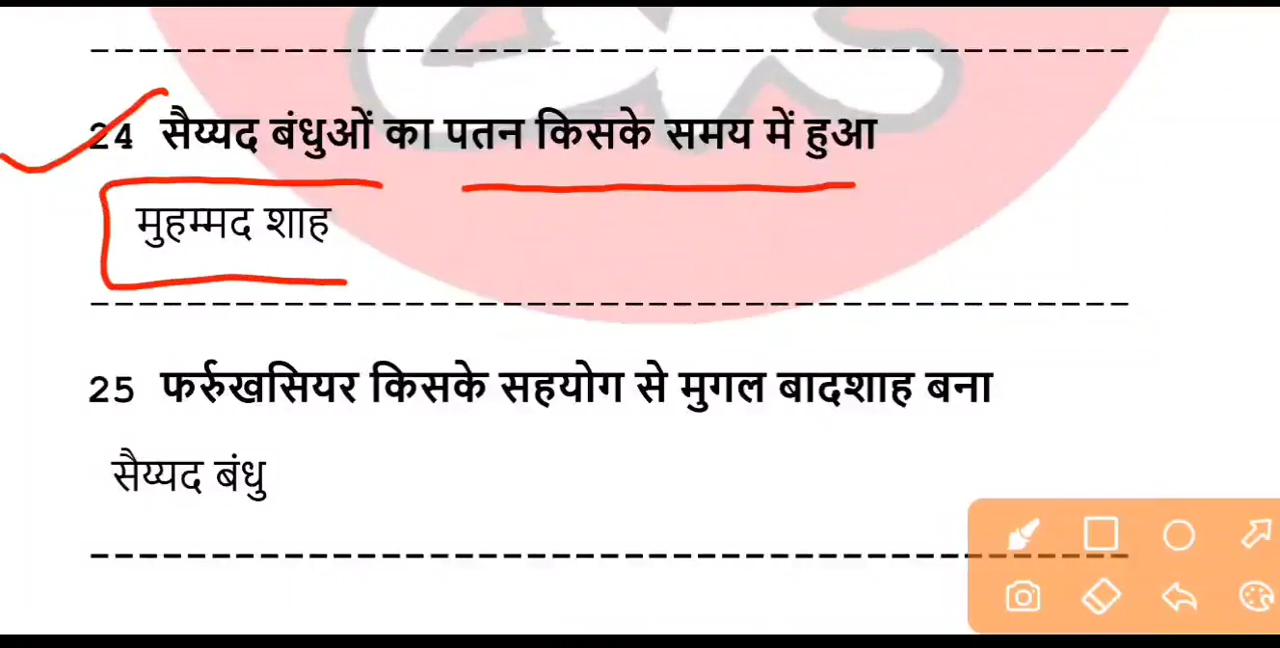 24 सैय्यद बंधुओं का पतन किसके समय में हुआ
मुहम्मद शाह
25 फर्रुखसियर किसके सहयोग से मुगल बादशाह बना
सैय्यद बंधु